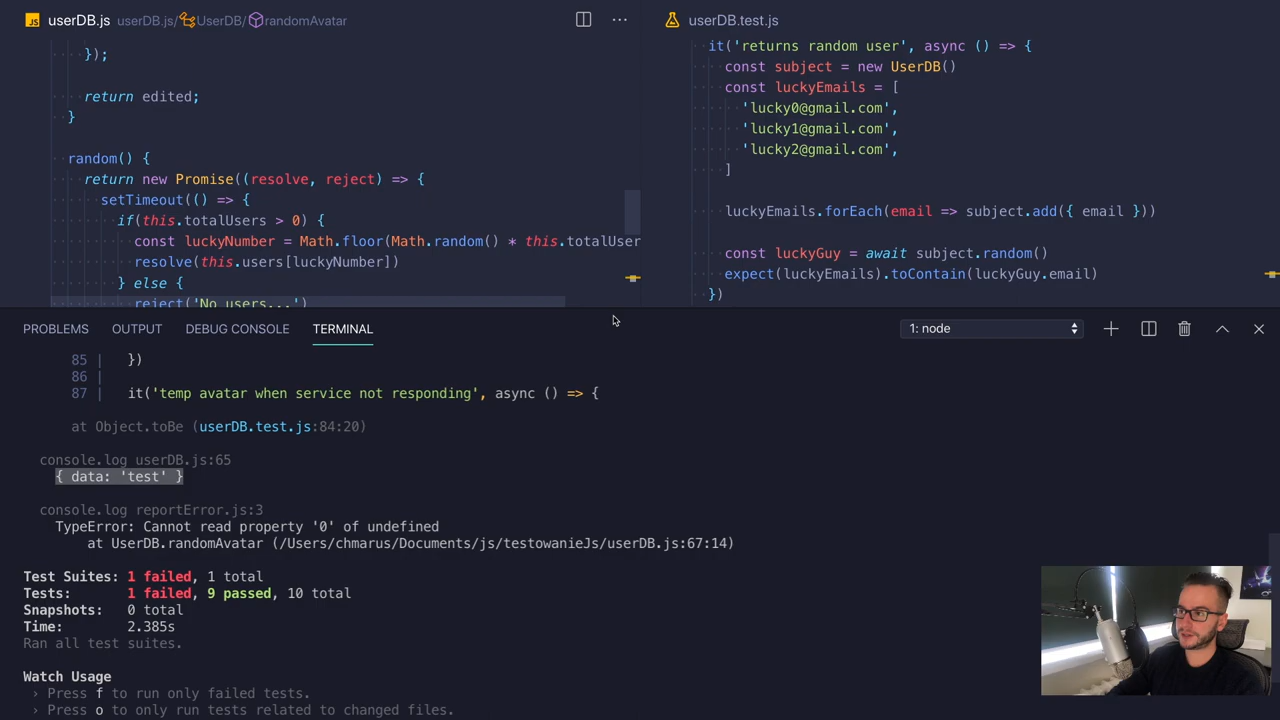 JS userDB.js userDB.js/ UserDB/ randomAvatar
});
return edited;
}
random() {
return new Promise((resolve, reject) => {
setTimeout(() => {
if(this.totalUsers > 0) {
const luckyNumber = Math.floor(Math.random() * this.totalUser
resolve(this.users[luckyNumber])
} else {
reject('No users...')
userDB.test.js
it('returns random user', async () => {
const subject = new UserDB()
const luckyEmails = [
'lucky0@gmail.com',
'lucky1@gmail.com',
'lucky2@gmail.com',
]
luckyEmails.forEach(email => subject.add({ email }))
const luckyGuy = await subject.random()
expect(luckyEmails).toContain(luckyGuy.email)
})
PROBLEMS OUTPUT DEBUG CONSOLE TERMINAL 1: node
85 | })
86 |
87 | it('temp avatar when service not responding', async () => {
at Object.toBe (userDB.test.js:84:20)
console.log userDB.js:65
{ data: 'test' }
console.log reportError.js:3
TypeError: Cannot read property '0' of undefined
at UserDB.randomAvatar (/Users/chmarus/Documents/js/testowanieJs/userDB.js:67:14)
Test Suites: 1 failed, 1 total
Tests: 1 failed, 9 passed, 10 total
Snapshots: 0 total
Time: 2.385s
Ran all test suites.
Watch Usage
› Press f to run only failed tests.
› Press o to only run tests related to changed files.